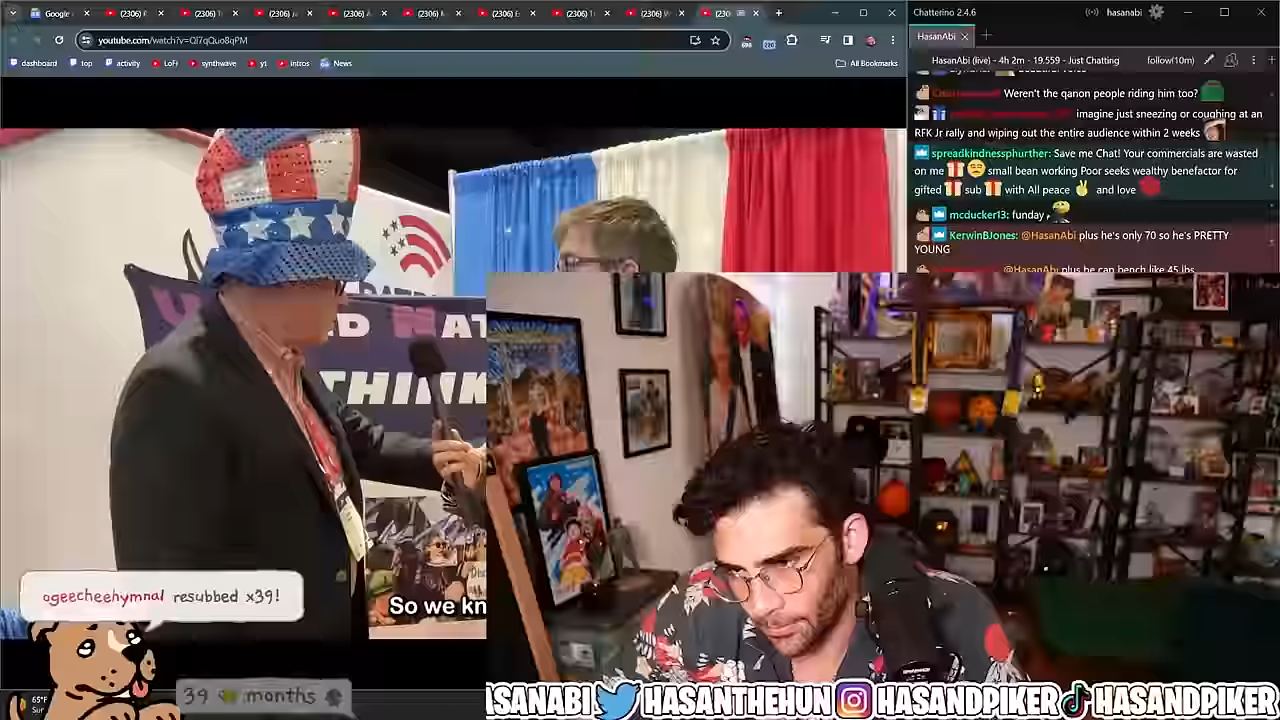 Google
(2306)
(230
youtube.com/watch?v=Ql7qQuo8qPM
dashboard
top
activity
LoFi
synthwave
yt
intros
News
All Bookmarks
Chatterino 2.4.6
hasanabi
HasanAbi
HasanAbi (live) - 4h 2m - 19.559 - Just Chatting
follow(10m)
Weren't the qanon people riding him too?
imagine just sneezing or coughing at an
RFK Jr rally and wiping out the entire audience within 2 weeks
spreadkindnessphurther: Save me Chat! Your commercials are wasted
on me small bean working Poor seeks wealthy benefactor for
gifted sub with All peace and love
mcducker13: funday
KerwinBJones: @HasanAbi plus he's only 70 so he's PRETTY
YOUNG
@HasanAbi plus he can bench like 45 lbs
THINK
So we kn
ogeecheehymnal resubbed x39!
39 months
65°F
HASANTHEHUN HASANDPIKER HASANDPIKER